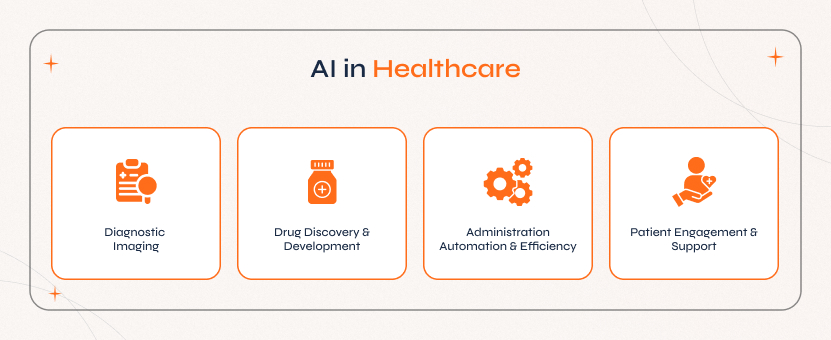 AI in Healthcare
Diagnostic
Imaging
Drug Discovery &
Development
Administration
Automation & Efficiency
Patient Engagement &
Support